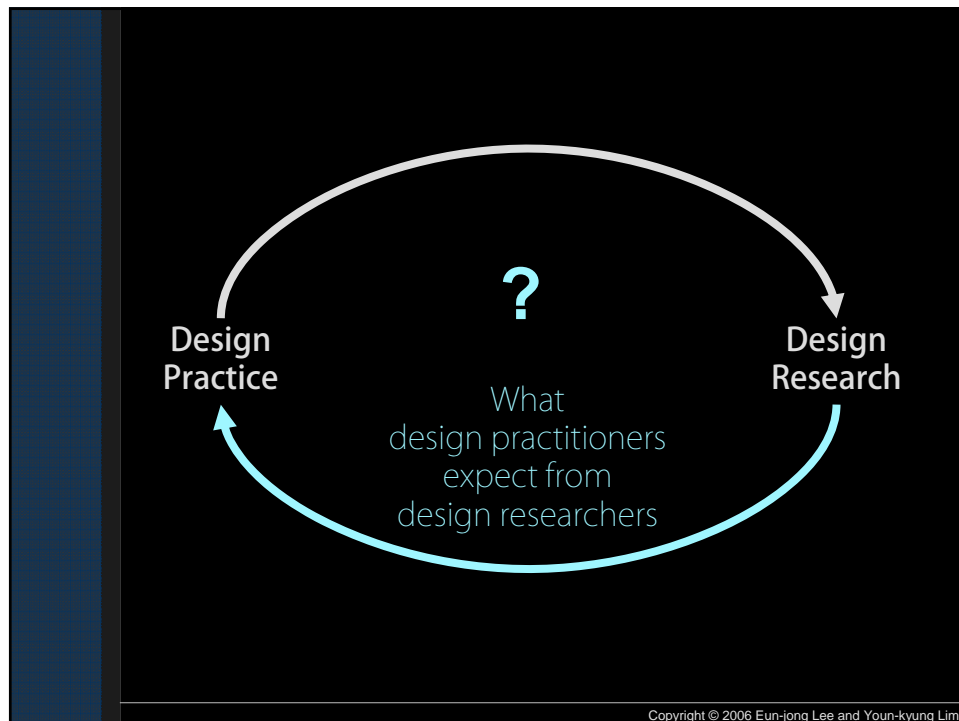 ?
Design
Practice
Design
Research
What
design practitioners
expect from
design researchers
Copyright © 2006 Eun-jong Lee and Youn-kyung Lim